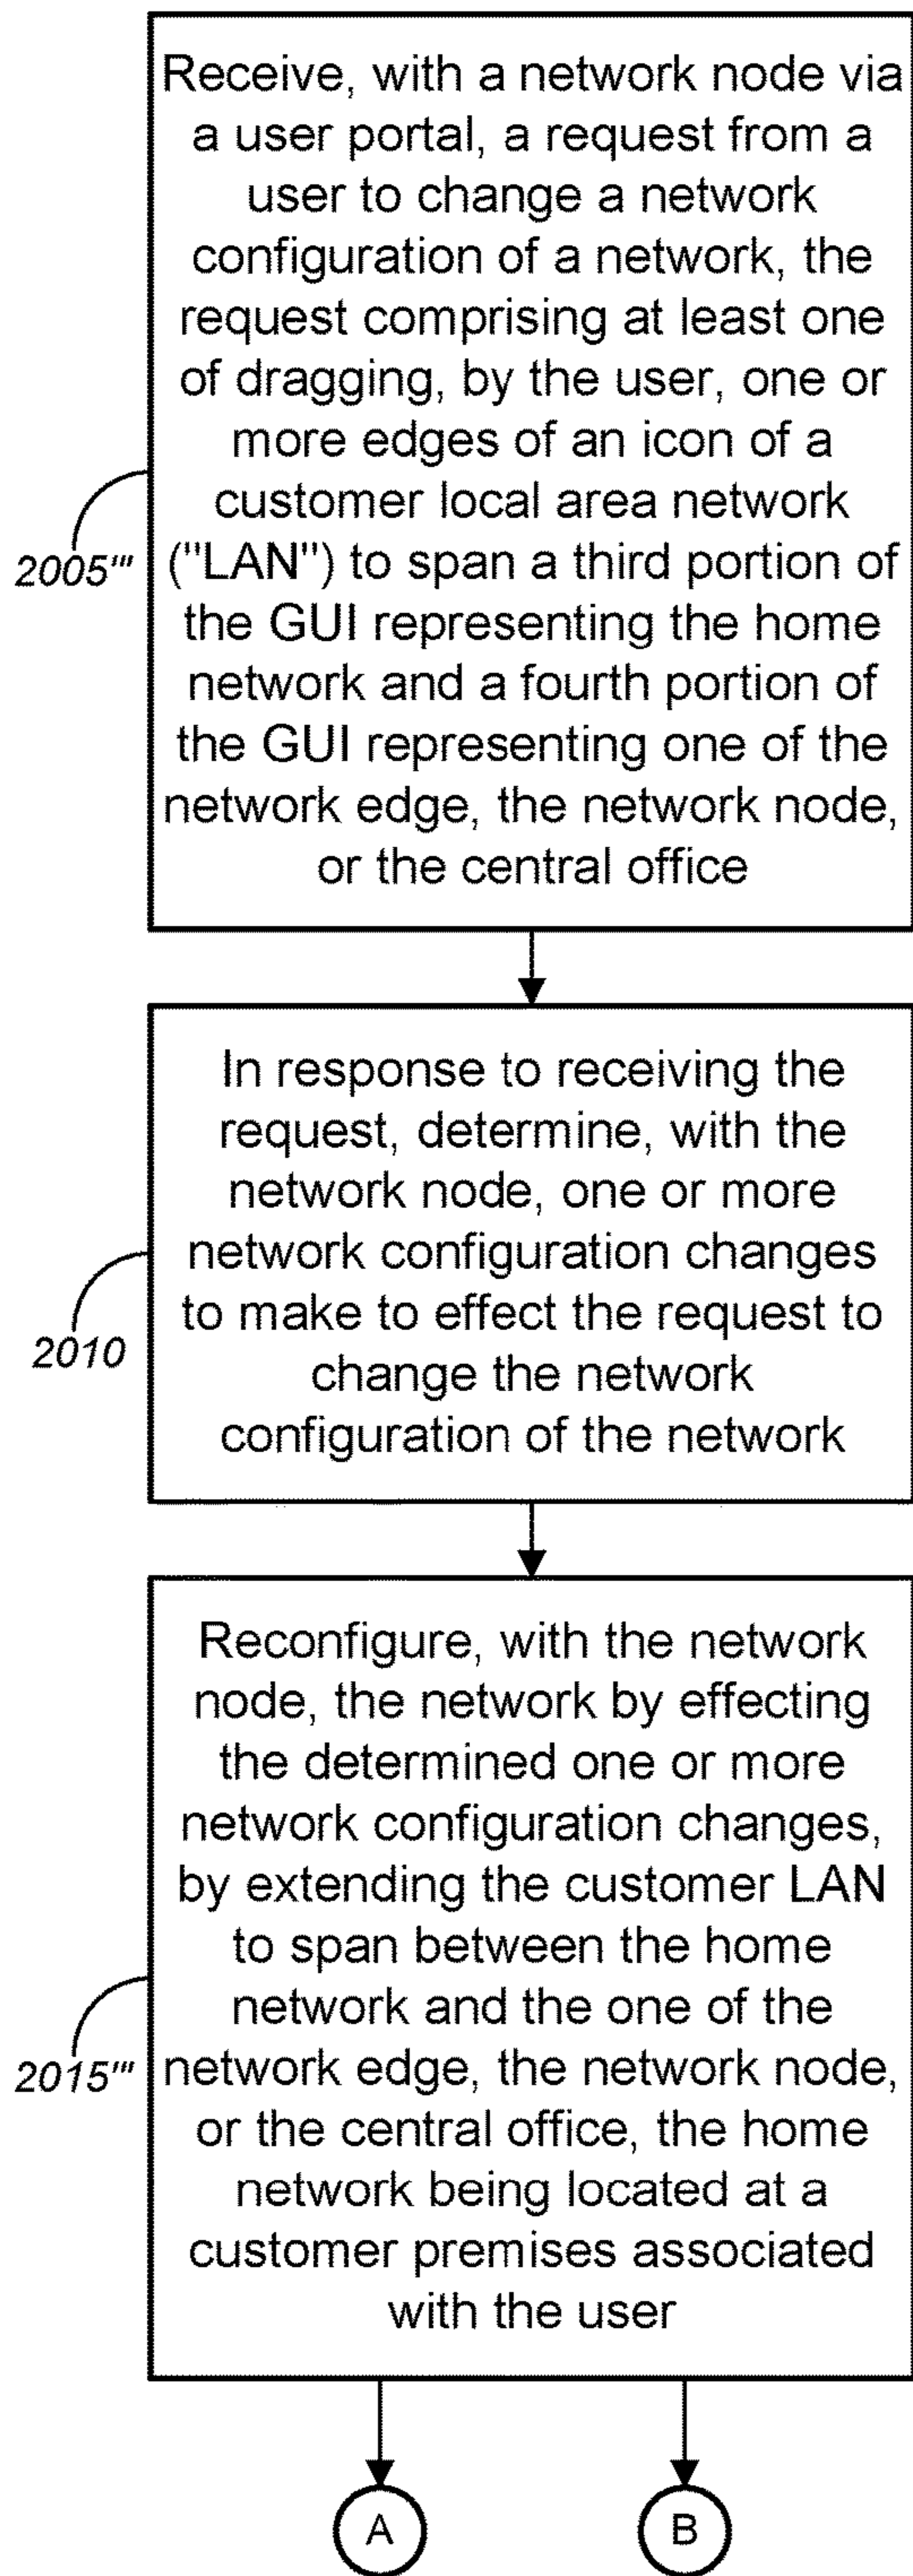 Receive, with a network node via
a user portal, a request from a
user to change a network
configuration of a network, the
request comprising at least one
of dragging, by the user, one or
more edges of an icon of a
customer local area network
("LAN") to span a third portion of
the GUI representing the home
network and a fourth portion of
the GUI representing one of the
network edge, the network node,
or the central office
2005'''
In response to receiving the
request, determine, with the
network node, one or more
network configuration changes
to make to effect the request to
change the network
configuration of the network
2010
Reconfigure, with the network
node, the network by effecting
the determined one or more
network configuration changes,
by extending the customer LAN
to span between the home
network and the one of the
network edge, the network node,
or the central office, the home
network being located at a
customer premises associated
with the user
2015'''
A
B